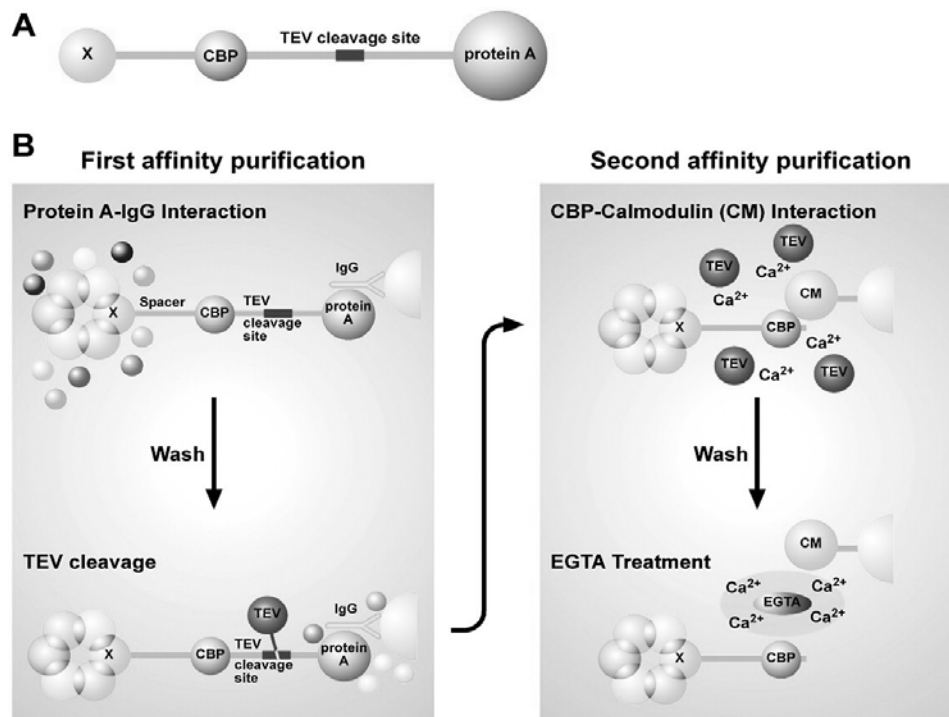 A
X
CBP
TEV cleavage site
protein A
B
First affinity purification
Protein A-IgG Interaction
IgG
X
Spacer
CBP
TEV
cleavage
site
protein
A
Wash
TEV cleavage
X
CBP
TEV
TEV
cleavage
site
IgG
protein
A
Second affinity purification
CBP-Calmodulin (CM) Interaction
TEV
TEV
Ca2+
Ca2+
CM
X
CBP
Ca2+
TEV
Ca2+
TEV
Wash
CM
EGTA Treatment
Ca2+
Ca2+
EGTA
Ca2+
Ca2+
X
CBP